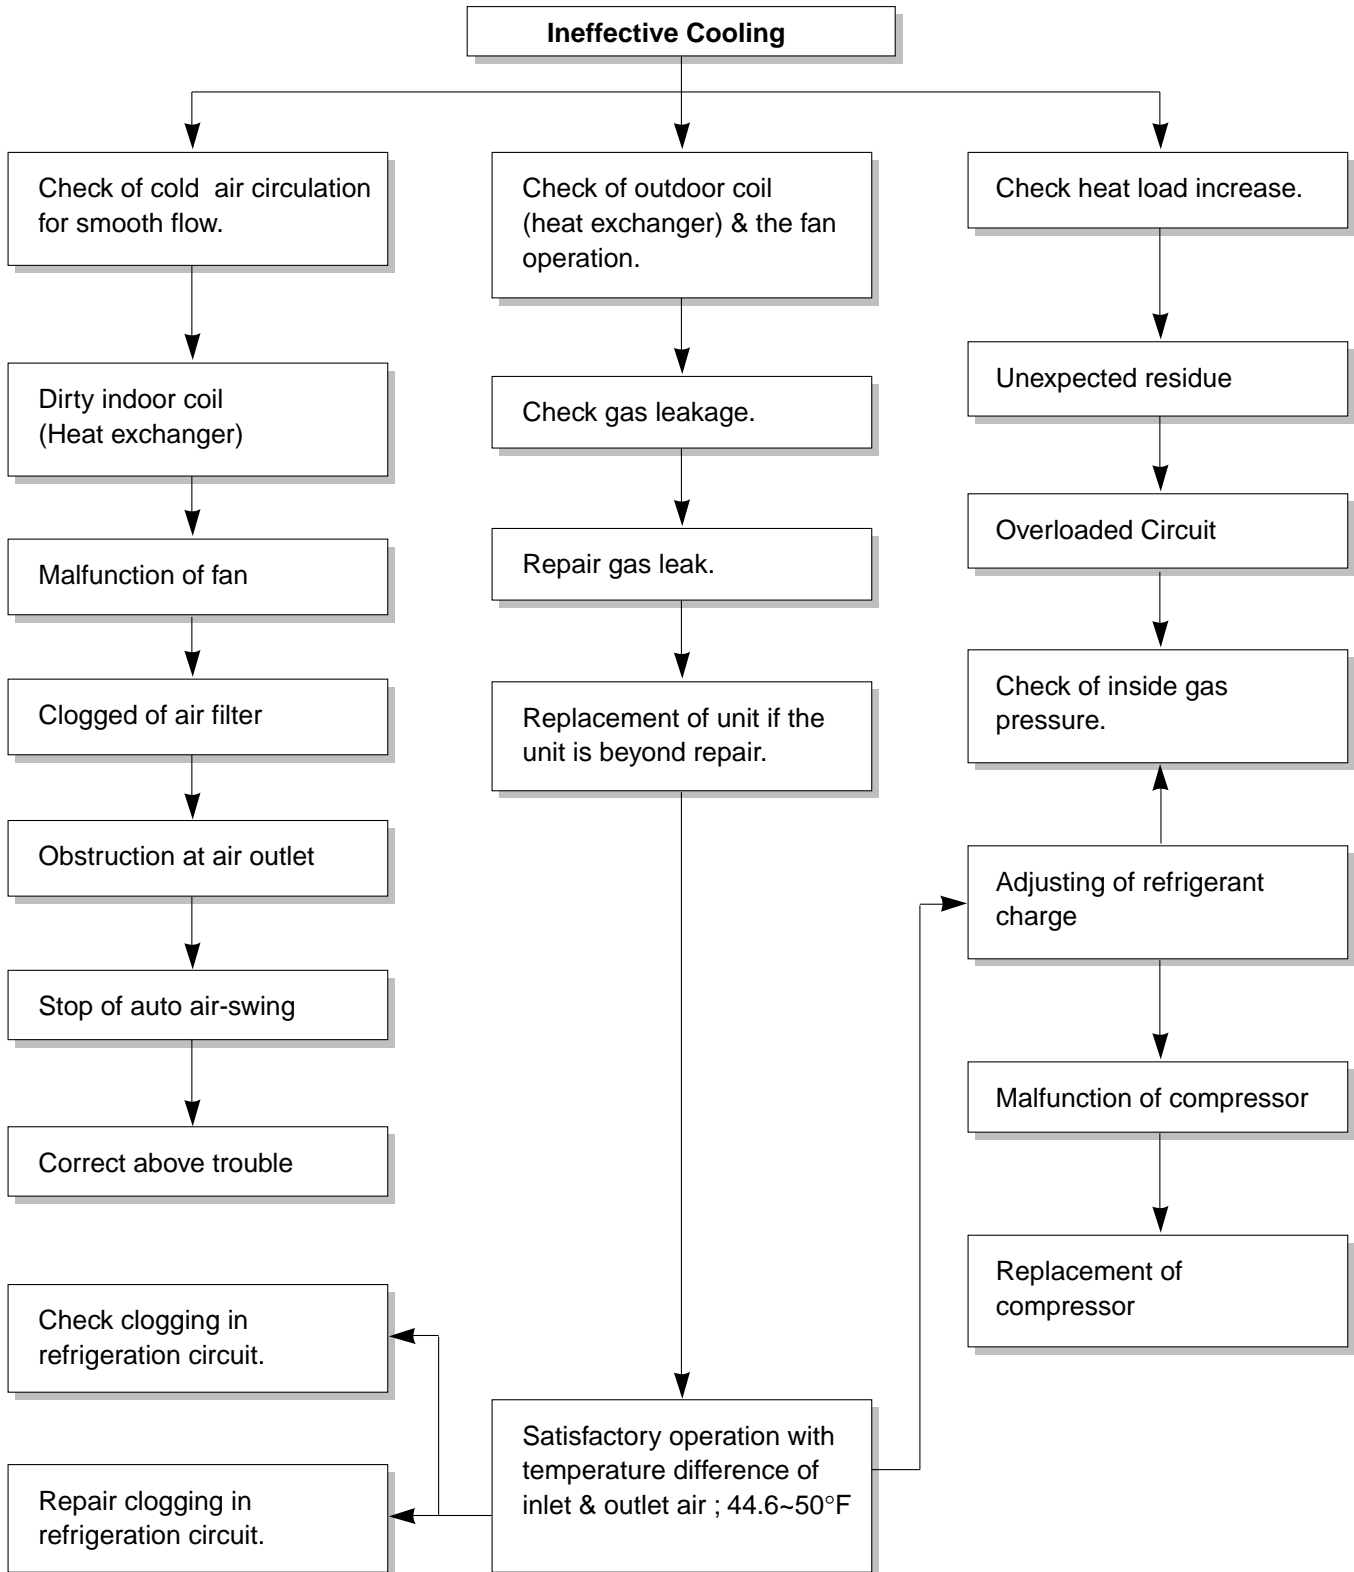 Ineffective Cooling
Check of cold air circulation
for smooth flow.
Dirty indoor coil
(Heat exchanger)
Malfunction of fan
Clogged of air filter
Obstruction at air outlet
Stop of auto air-swing
Correct above trouble
Check clogging in
refrigeration circuit.
Repair clogging in
refrigeration circuit.
Check of outdoor coil
(heat exchanger) & the fan
operation.
Check gas leakage.
Repair gas leak.
Replacement of unit if the
unit is beyond repair.
Satisfactory operation with
temperature difference of
inlet & outlet air ; 44.6~50°F
Check heat load increase.
Unexpected residue
Overloaded Circuit
Check of inside gas
pressure.
Adjusting of refrigerant
charge
Malfunction of compressor
Replacement of
compressor